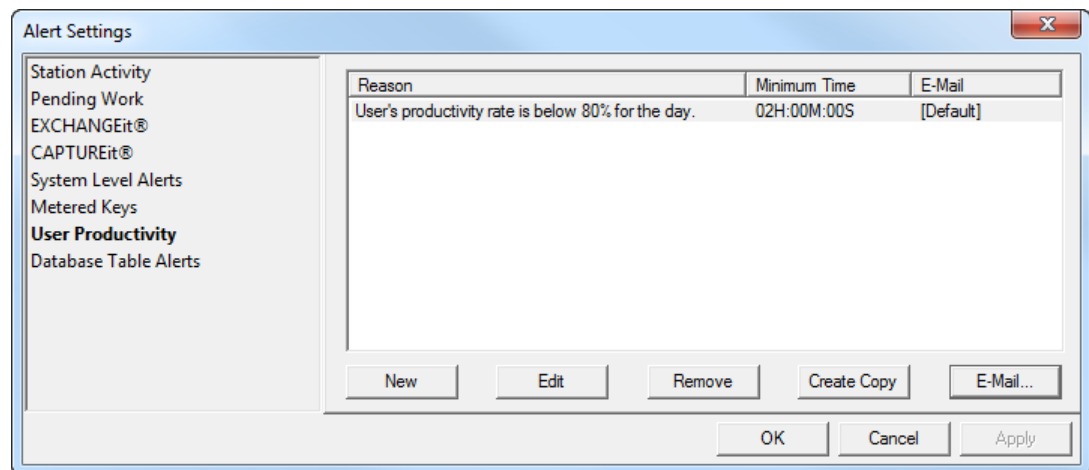 Alert Settings
Station Activity
Pending Work
EXCHANGEit®
CAPTUREit®
System Level Alerts
Metered Keys
User Productivity
Database Table Alerts
Reason Minimum Time E-Mail
User's productivity rate is below 80% for the day. 02H:00M:00S [Default]
New Edit Remove Create Copy E-Mail...
OK Cancel Apply